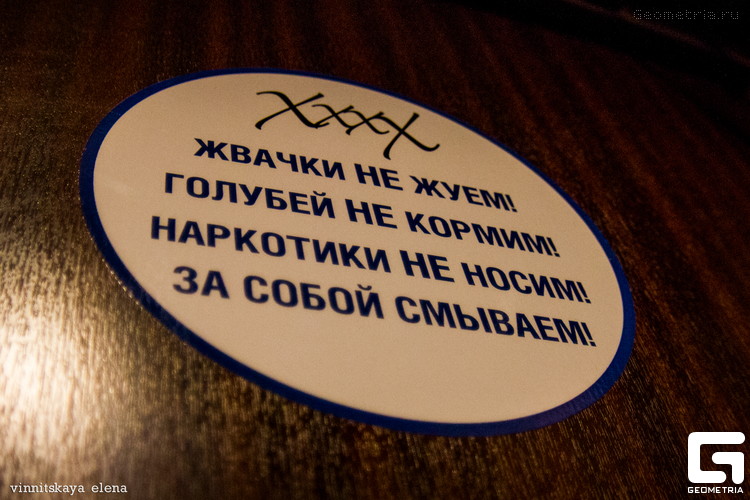 Geometria.ru
XxxX
ЖВАЧКИ НЕ ЖУЕМ!
ГОЛУБЕЙ НЕ КОРМИМ!
НАРКОТИКИ НЕ НОСИМ!
ЗА СОБОЙ СМЫВАЕМ!
vinnitskaya elena
GEOMETRIA